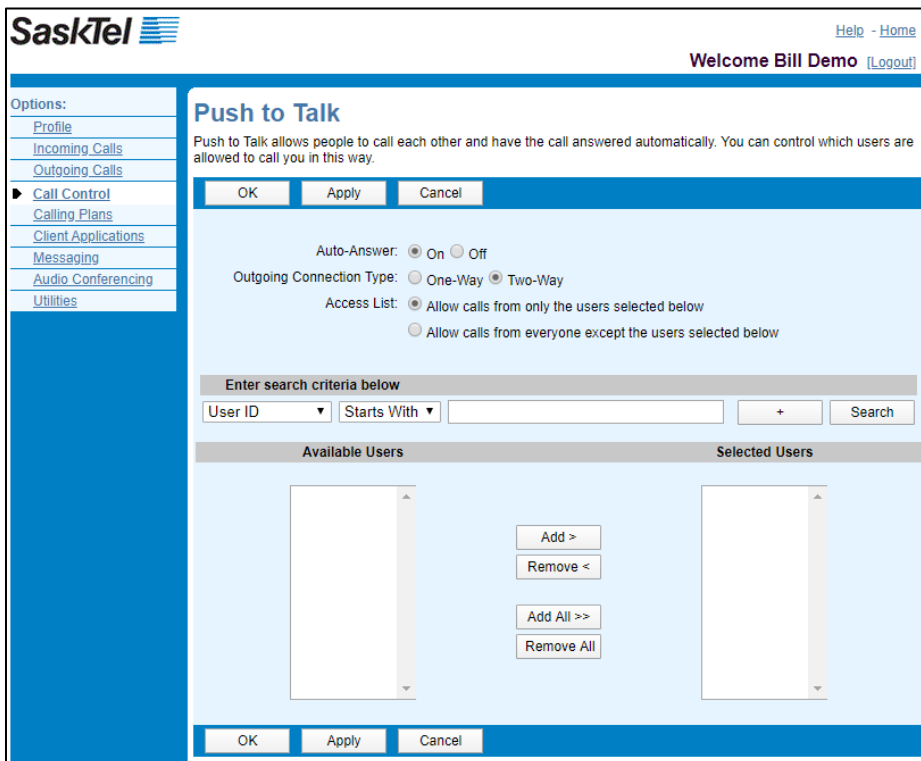 SaskTel
Help - Home
Welcome Bill Demo [Logout]
Options:
Profile
Incoming Calls
Outgoing Calls
Call Control
Calling Plans
Client Applications
Messaging
Audio Conferencing
Utilities
Push to Talk
Push to Talk allows people to call each other and have the call answered automatically. You can control which users are
allowed to call you in this way.
OK Apply Cancel
Auto-Answer: On Off
Outgoing Connection Type: One-Way Two-Way
Access List: Allow calls from only the users selected below
Allow calls from everyone except the users selected below
Enter search criteria below
User ID Starts With + Search
Available Users Selected Users
Add >
Remove <
Add All >>
Remove All
OK Apply Cancel